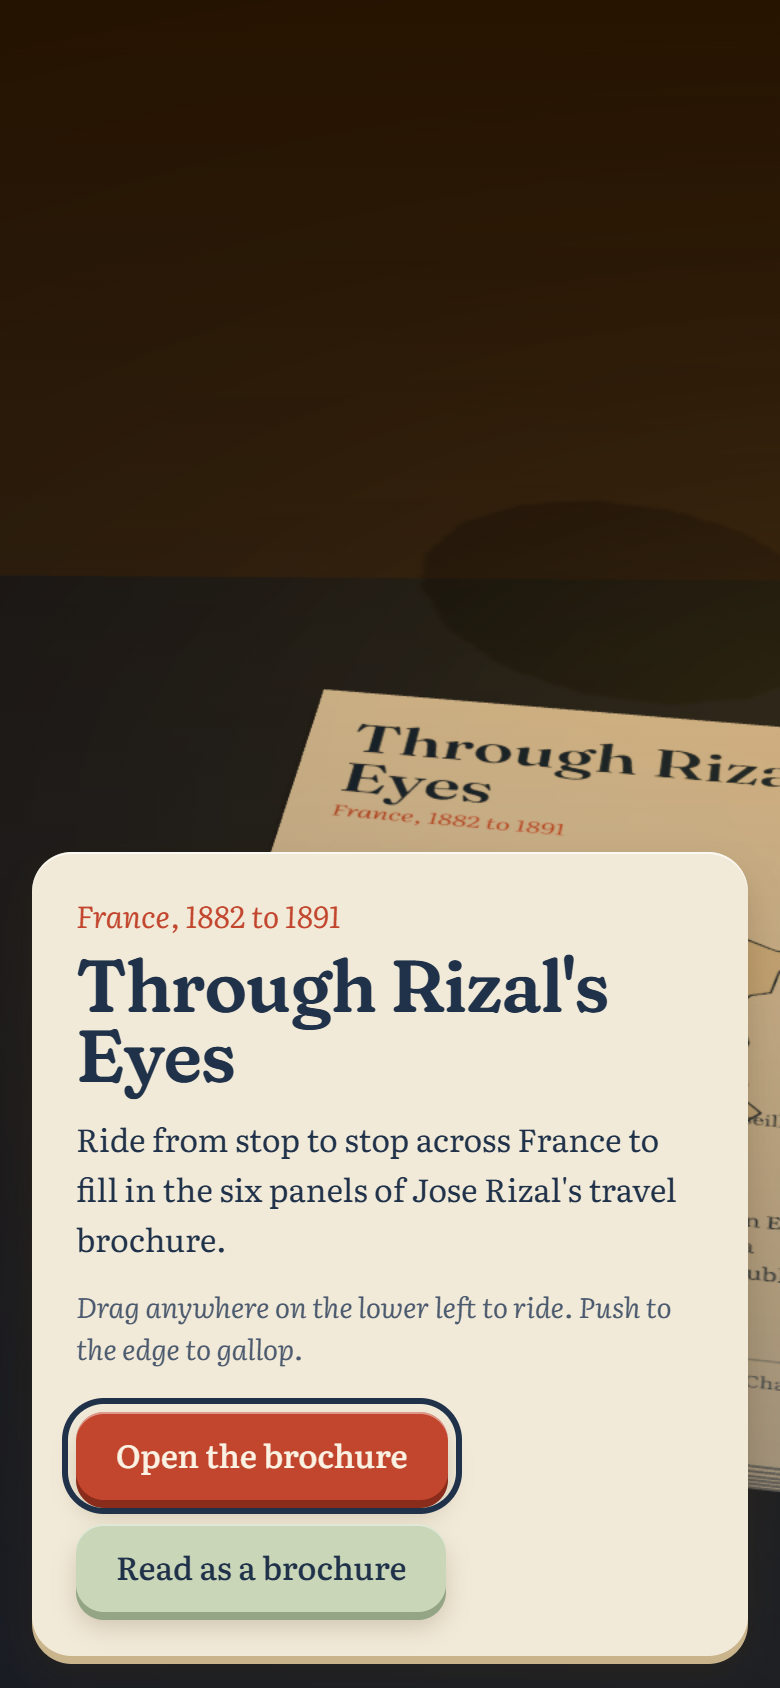 Through Riza
Eyes
France, 1882 to 1891
France, 1882 to 1891
Through Rizal's
Eyes
Ride from stop to stop across France to
fill in the six panels of Jose Rizal's travel
brochure.
Drag anywhere on the lower left to ride. Push to
the edge to gallop.
Open the brochure
Read as a brochure